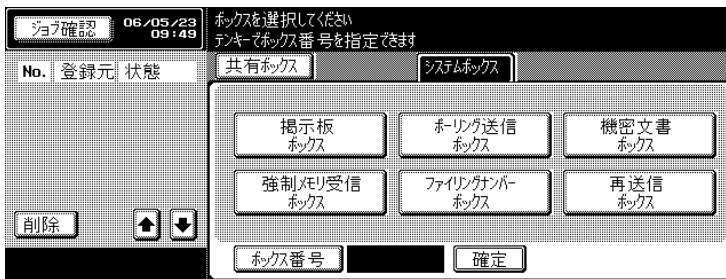 ジョブ確認
06/05/23
09:49
ボックスを選択してください
テンキーでボックス番号を指定できます
共有ボックス
システムボックス
No. 登録元 状態
掲示板
ボックス
ポーリング送信
ボックス
機密文書
ボックス
強制メモリ受信
ボックス
ファイリングナンバー
ボックス
再送信
ボックス
削除
ボックス番号
確定